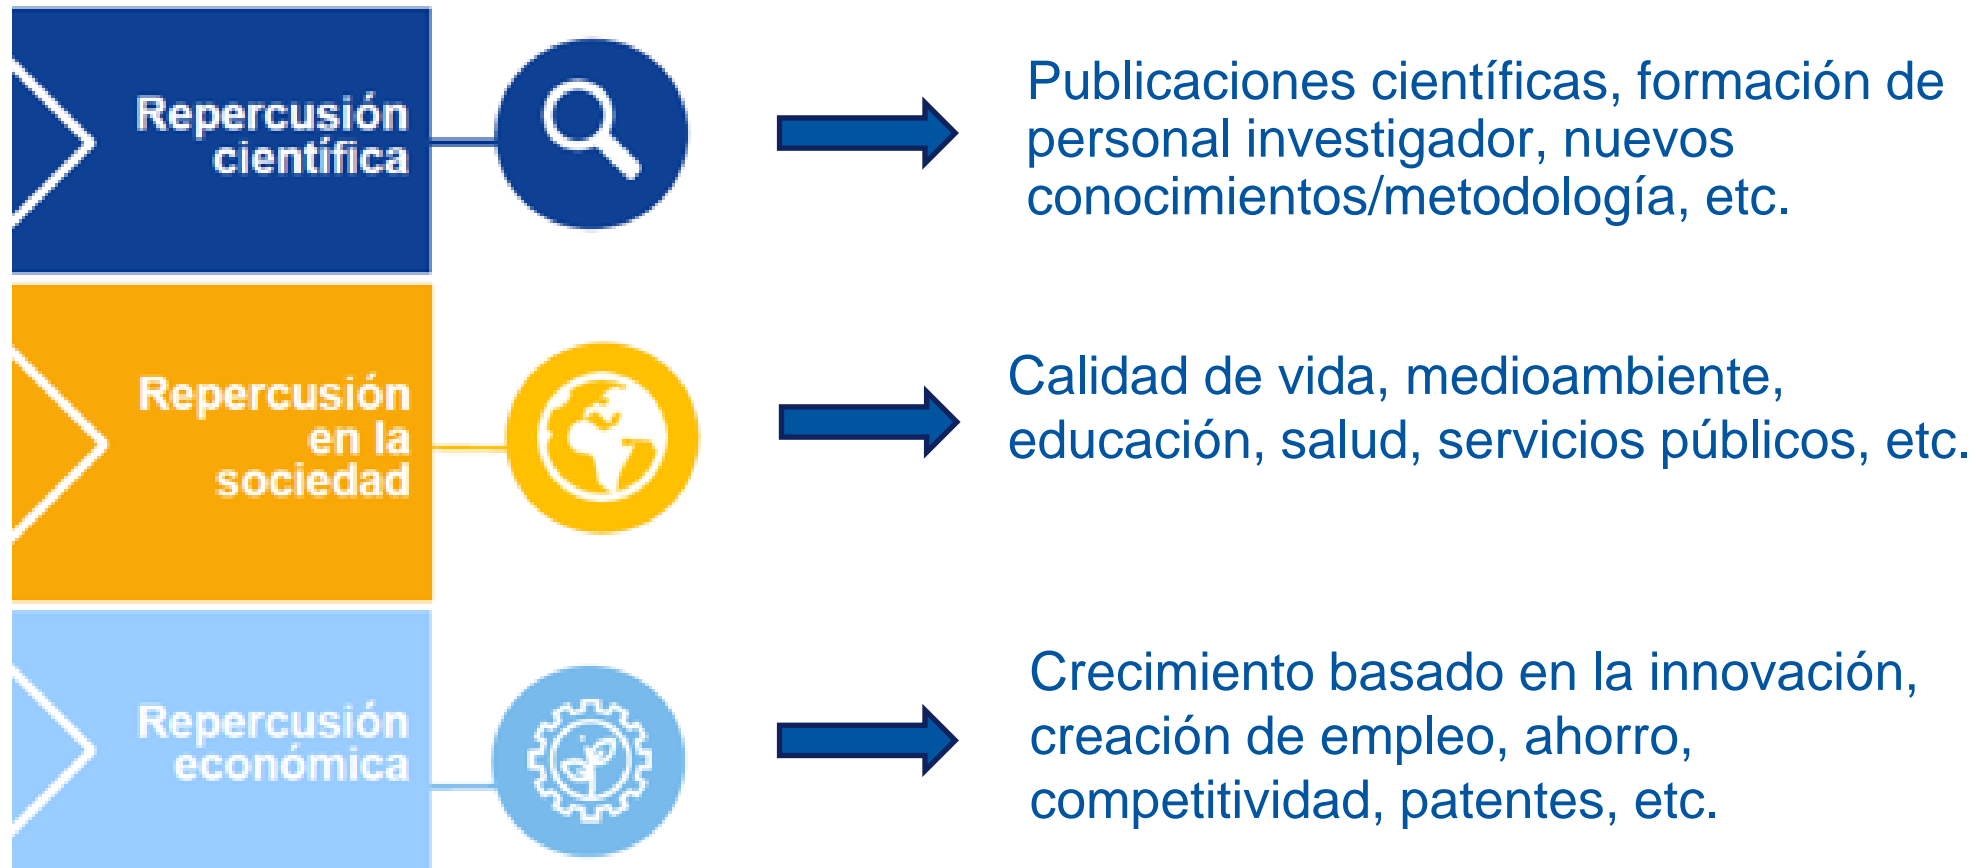 Repercusión
científica
Publicaciones científicas, formación de
personal investigador, nuevos
conocimientos/metodología, etc.
Repercusión
en la
sociedad
Calidad de vida, medioambiente,
educación, salud, servicios públicos, etc.
Repercusión
económica
Crecimiento basado en la innovación,
creación de empleo, ahorro,
competitividad, patentes, etc.